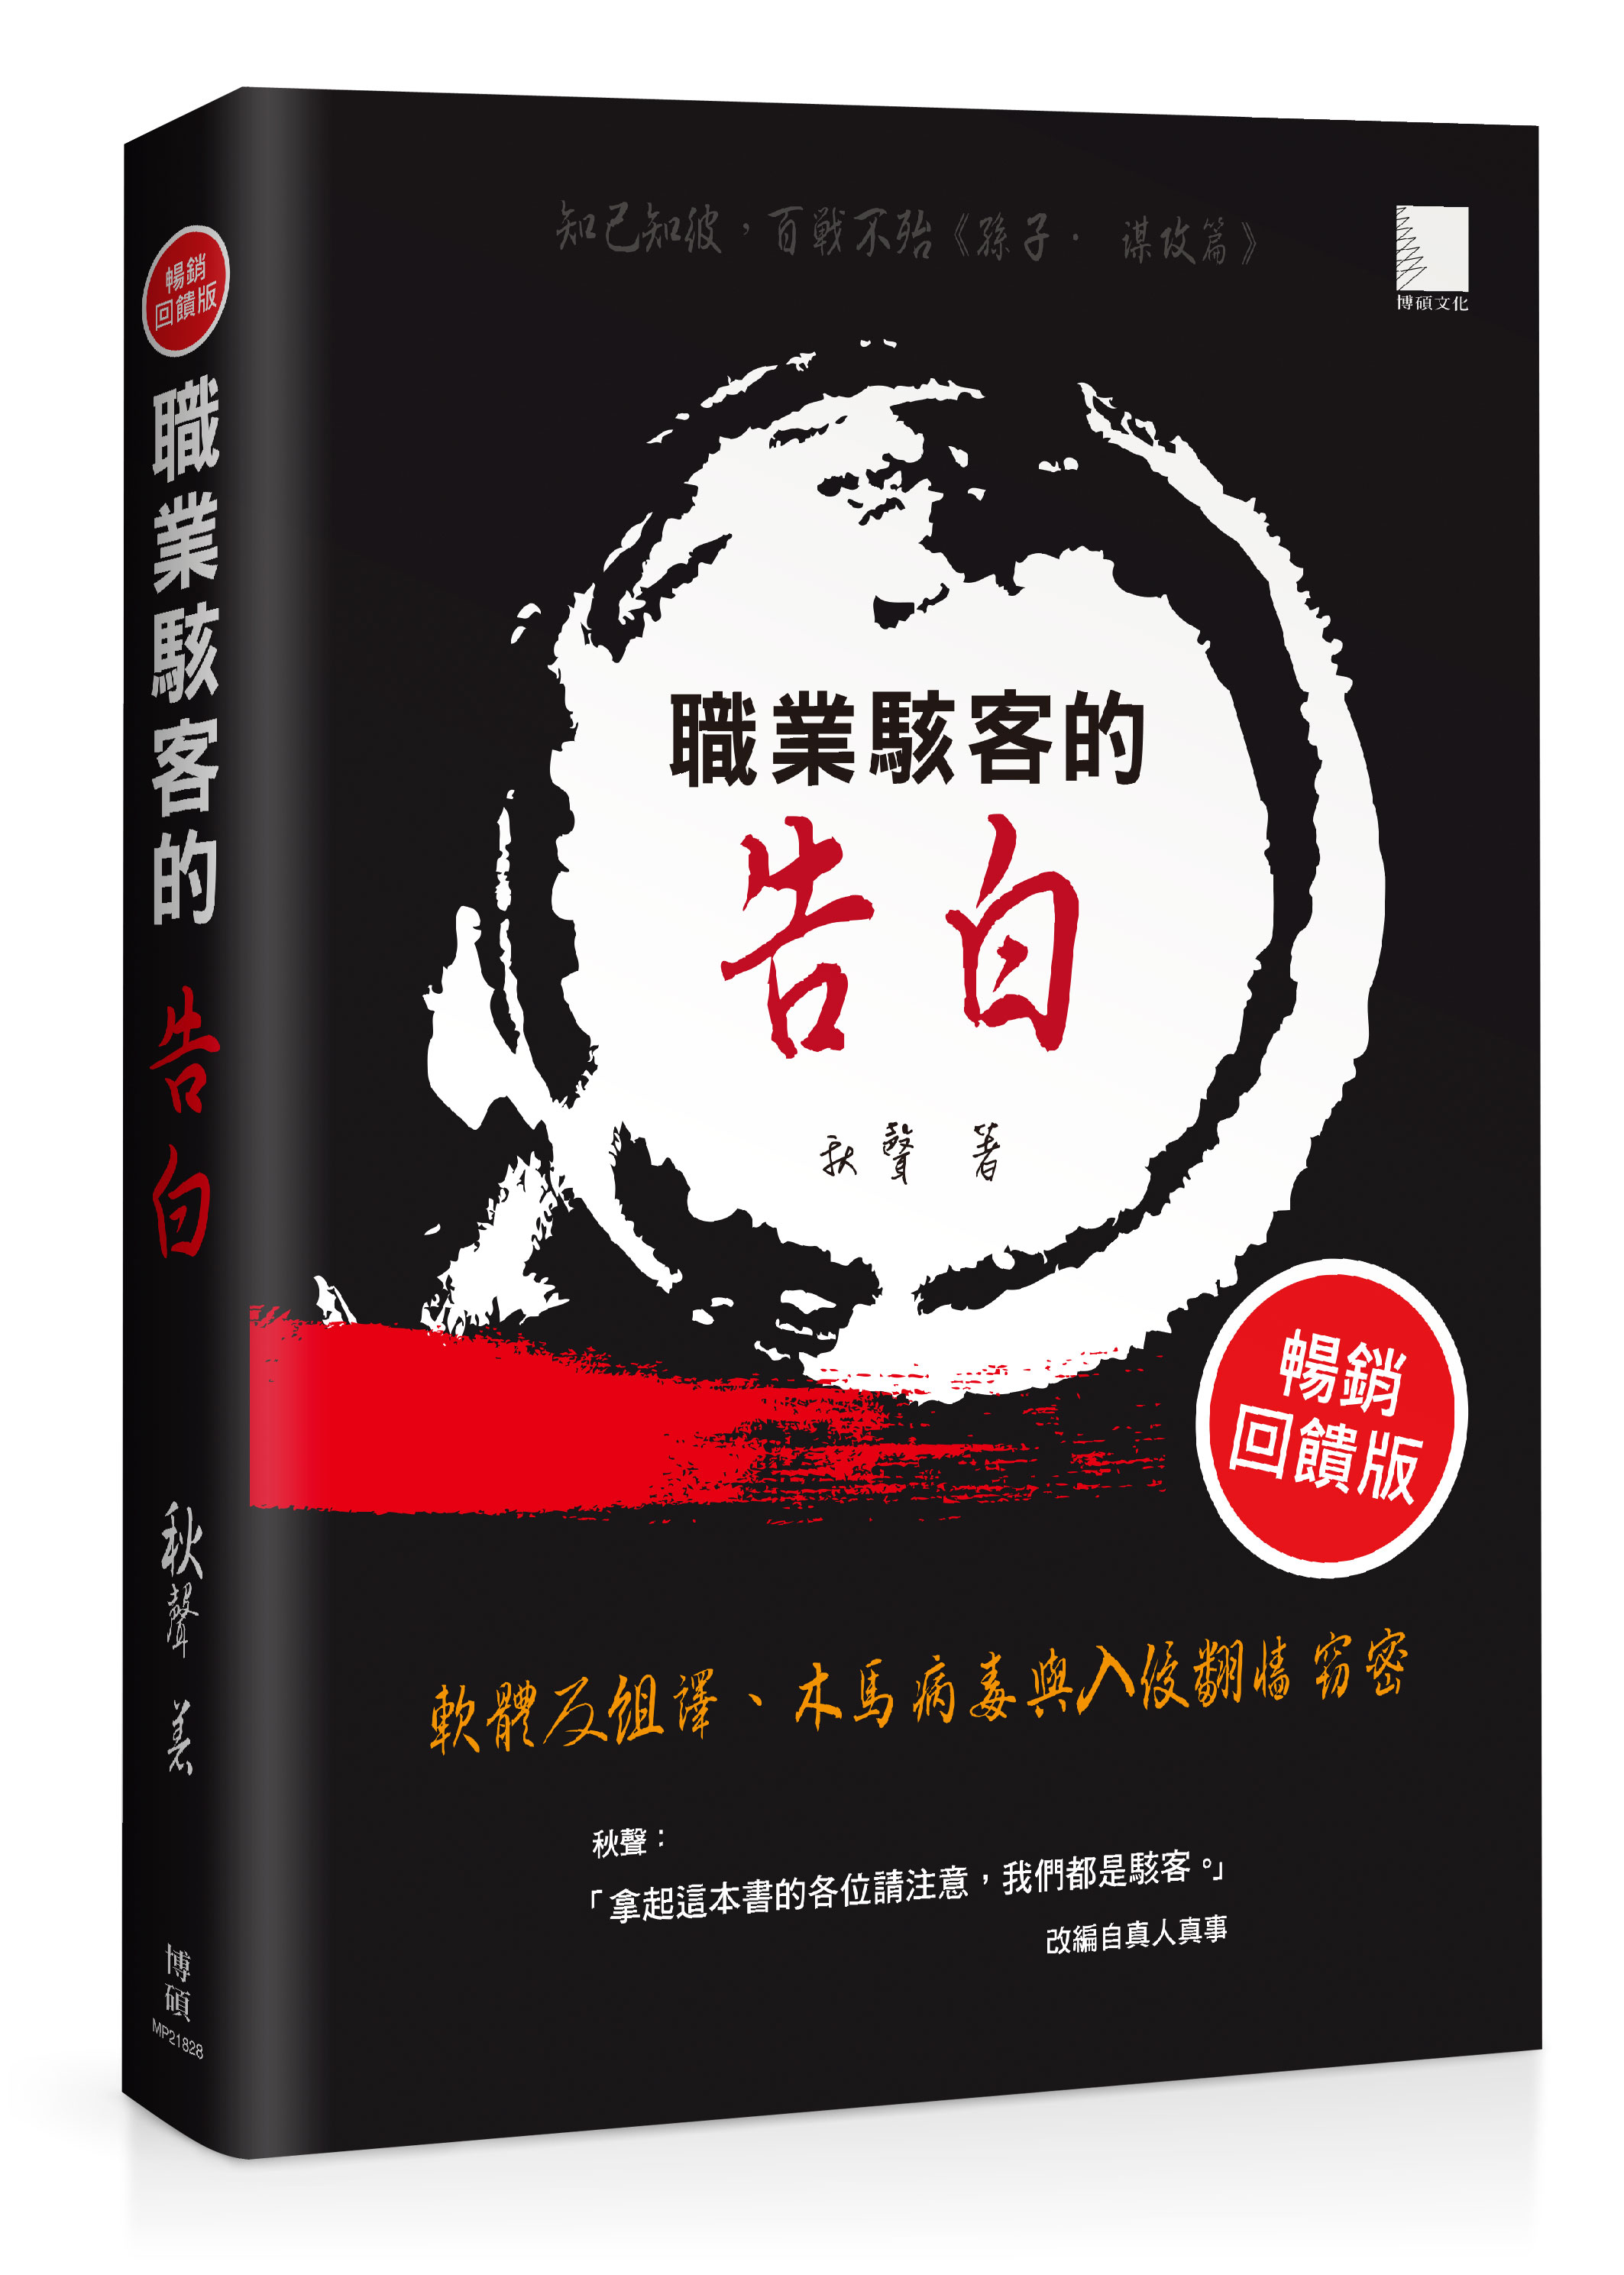 知己知彼，百戰不殆《孫子．謀攻篇》
博碩文化
職業駭客的
告白
秋聲 著
暢銷
回饋版
軟體反組譯、木馬病毒與入侵翻牆竊密
秋聲：
「拿起這本書的各位請注意，我們都是駭客。」
改編自真人真事
暢銷
回饋版
職業駭客的
告白
秋聲 著
博碩
MP21828